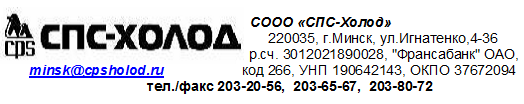 cps СПС-ХОЛОД
СООО «СПС-Холод»
220035, г.Минск, ул.Игнатенко,4-36
р.сч. 3012021890028, "Франсабанк" ОАО,
minsk@cpsholod.ru код 266, УНП 190642143, ОКПО 37672094
тел./факс 203-20-56, 203-65-67, 203-80-72